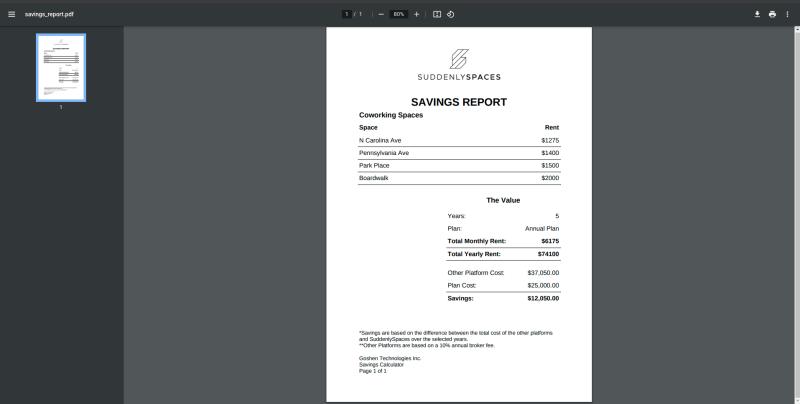 savings_report.pdf
1 / 1
80%
1
SUDDENLYSPACES
SAVINGS REPORT
Coworking Spaces
Space Rent
N Carolina Ave $1275
Pennsylvania Ave $1400
Park Place $1500
Boardwalk $2000
The Value
Years: 5
Plan: Annual Plan
Total Monthly Rent: $6175
Total Yearly Rent: $74100
Other Platform Cost: $37,050.00
Plan Cost: $25,000.00
Savings: $12,050.00
*Savings are based on the difference between the total cost of the other platforms
and SuddenlySpaces over the selected years.
**Other Platforms are based on a 10% annual broker fee.
Goshen Technologies Inc.
Savings Calculator
Page 1 of 1